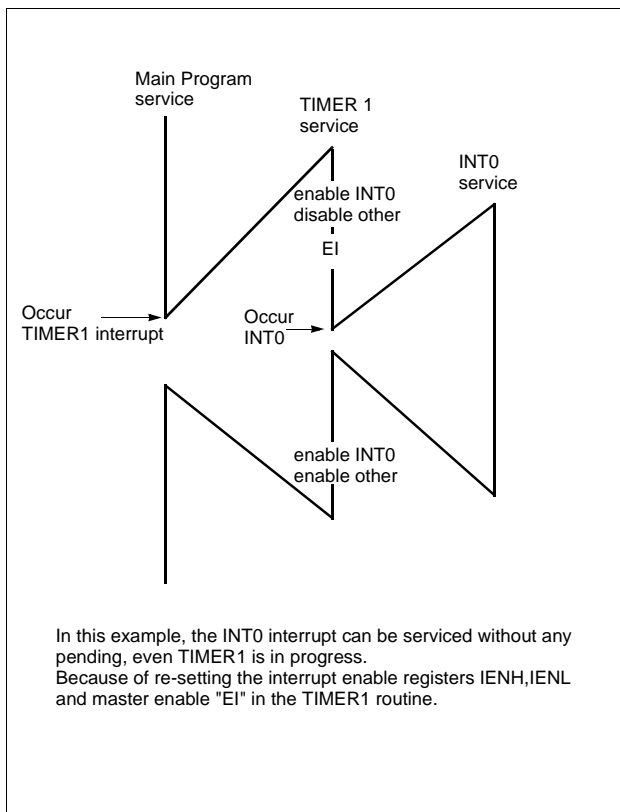 Main Program
service
TIMER 1
service
INT0
service
enable INT0
disable other
EI
Occur
TIMER1 interrupt
Occur
INT0
enable INT0
enable other
In this example, the INT0 interrupt can be serviced without any
pending, even TIMER1 is in progress.
Because of re-setting the interrupt enable registers IENH,IENL
and master enable "EI" in the TIMER1 routine.